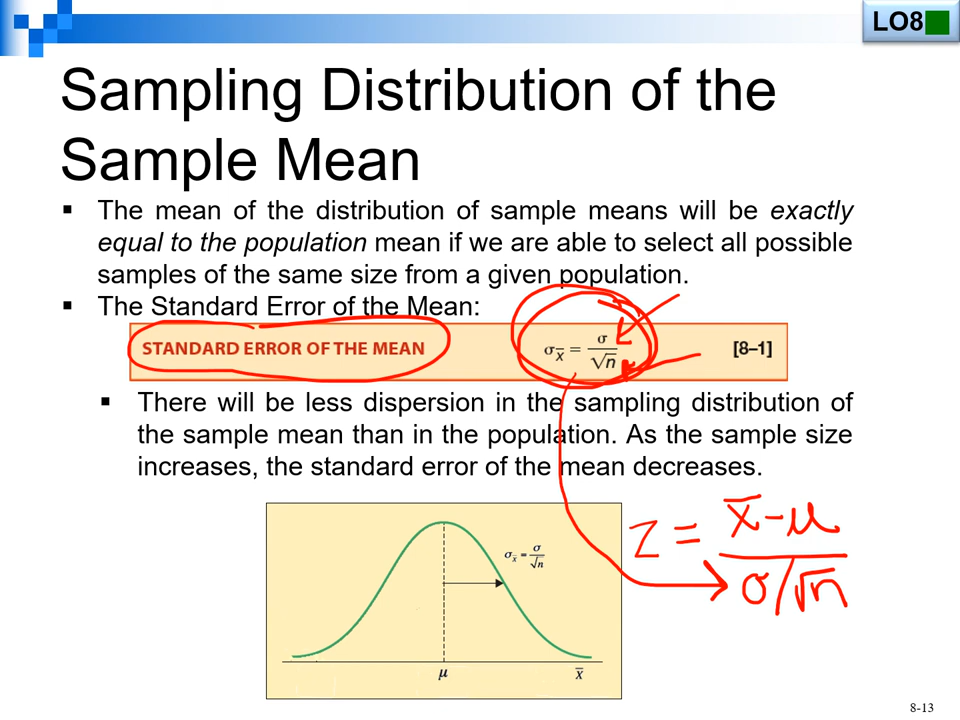 LO8
Sampling Distribution of the
Sample Mean
▪ The mean of the distribution of sample means will be exactly
equal to the population mean if we are able to select all possible
samples of the same size from a given population.
▪ The Standard Error of the Mean:
STANDARD ERROR OF THE MEAN σx̅ = σ/√n [8–1]
▪ There will be less dispersion in the sampling distribution of
the sample mean than in the population. As the sample size
increases, the standard error of the mean decreases.
σx̅ = σ/√n
μ x̅
z = x̅-μ
σ/√n
8-13